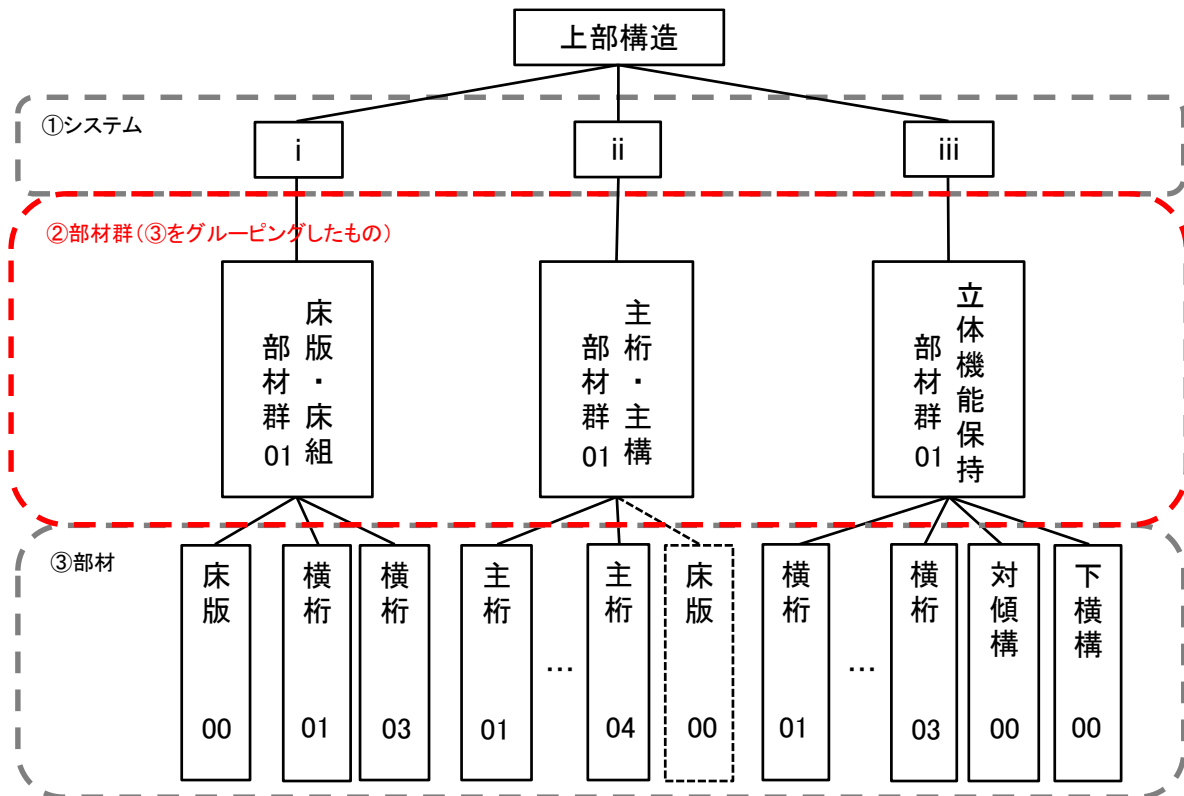 上部構造
①システム
i
ii
iii
②部材群(③をグルーピングしたもの)
床版・床組
部材群01
主桁・主構
部材群01
立体機能保持
部材群01
③部材
床版 00
横桁 01
横桁 03
主桁 01
…
主桁 04
床版 00
横桁 01
…
横桁 03
対傾構 00
下横構 00